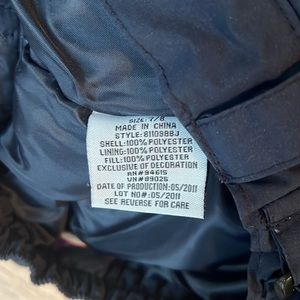 SIZE: 7/8
MADE IN CHINA
STYLE: 81109BBJ
SHELL:100% POLYESTER
LINING:100% POLYESTER
FILL:100% POLYESTER
EXCLUSIVE OF DECORATION
RN#94615
VN#89026
DATE OF PRODUCTION:05/2011
LOT NO#:05/2011
SEE REVERSE FOR CARE